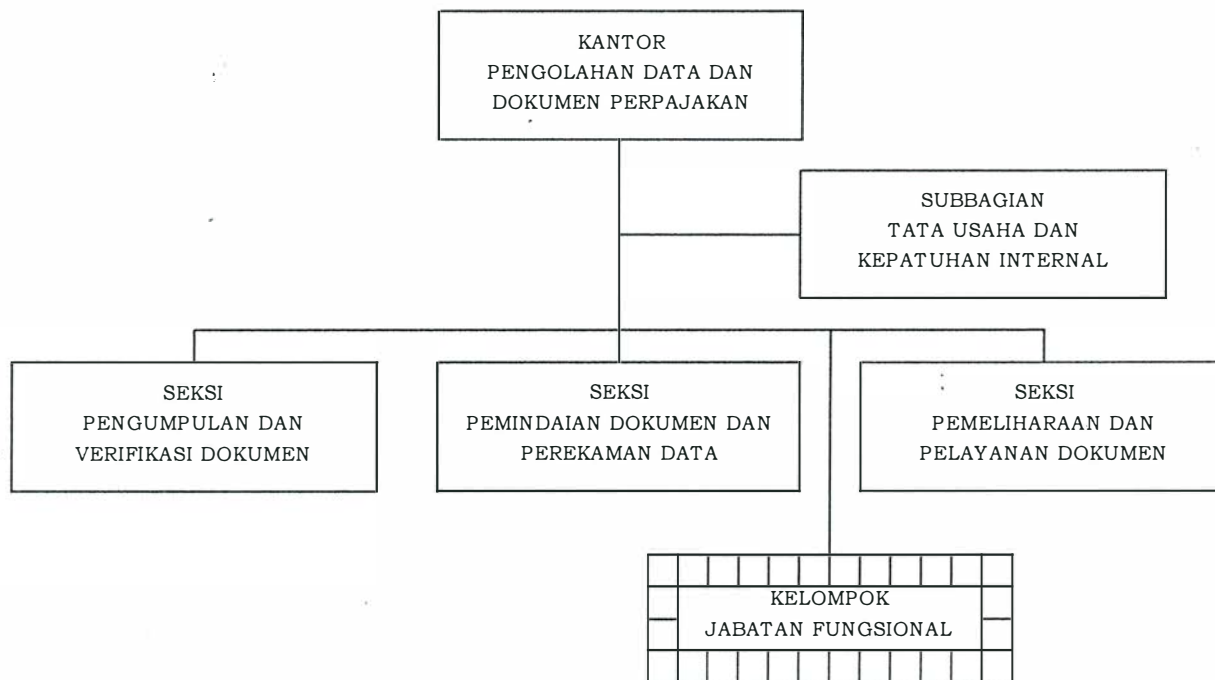 KANTOR
PENGOLAHAN DATA DAN
DOKUMEN PERPAJAKAN
SUBBAGIAN
TATA USAHA DAN
KEPATUHAN INTERNAL
SEKSI
PENGUMPULAN DAN
VERIFIKASI DOKUMEN
SEKSI
PEMINDAIAN DOKUMEN DAN
PEREKAMAN DATA
SEKSI
PEMELIHARAAN DAN
PELAYANAN DOKUMEN
KELOMPOK
JABATAN FUNGSIONAL